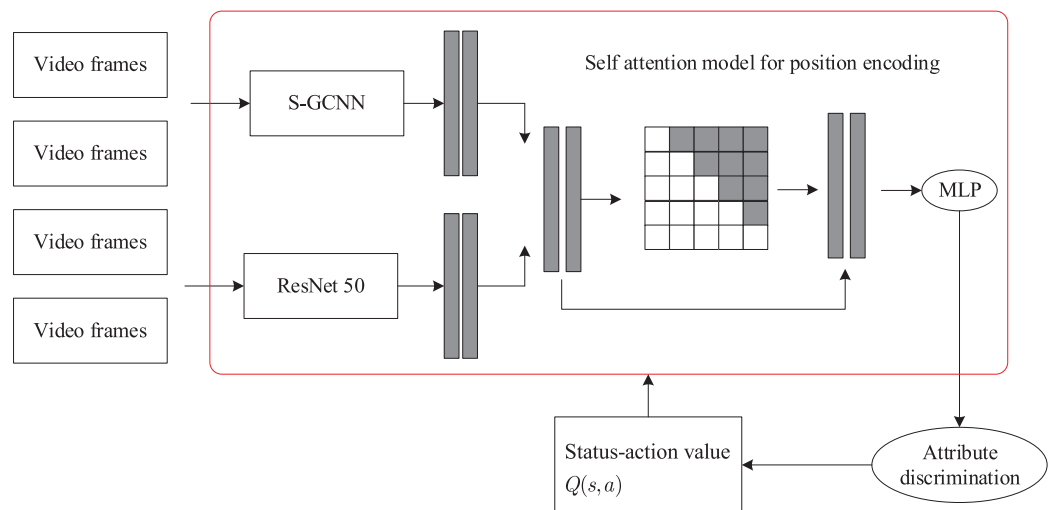 Video frames
Video frames
Video frames
Video frames
S-GCNN
ResNet 50
Self attention model for position encoding
MLP
Attribute
discrimination
Status-action value
Q(s,a)